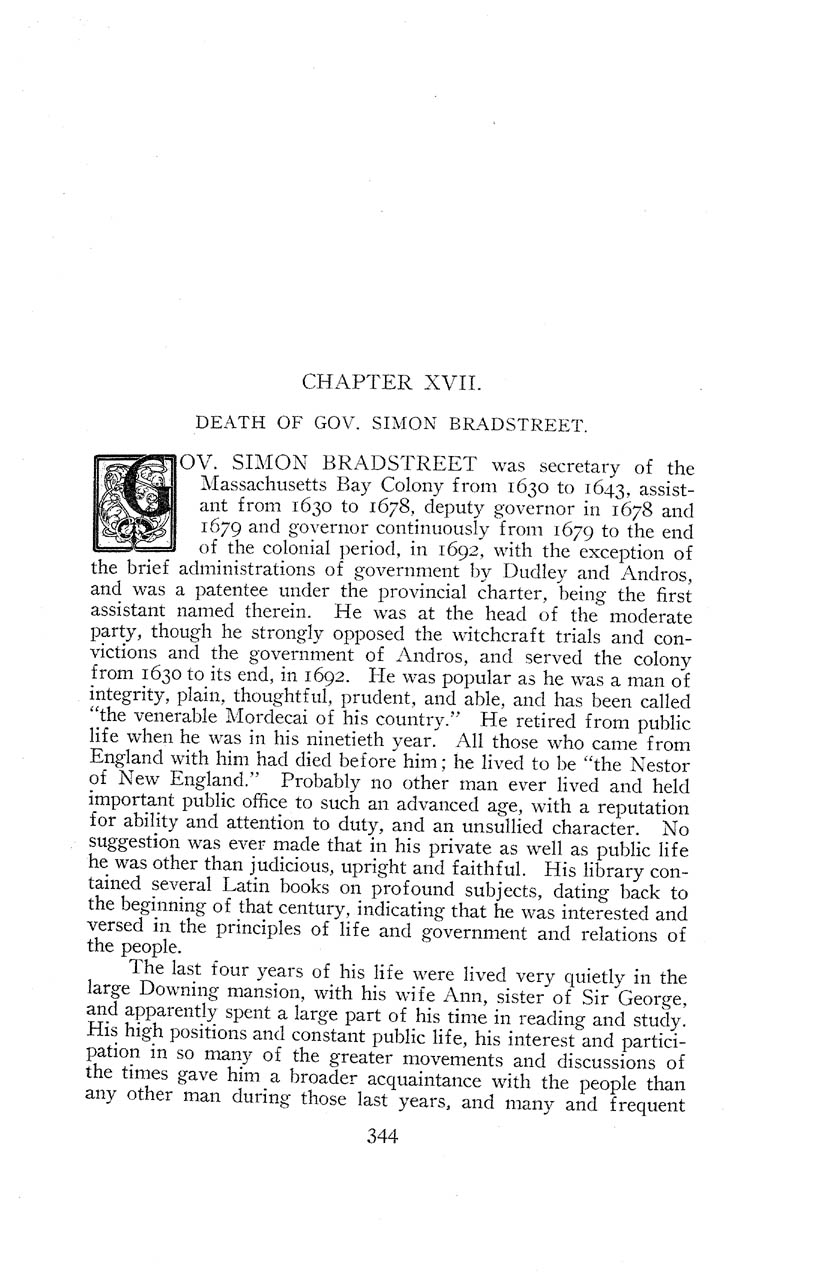 CHAPTER XVII.
DEATH OF GOV. SIMON BRADSTREET.
GOV. SIMON BRADSTREET was secretary of the
Massachusetts Bay Colony from 1630 to 1643, assist-
ant from 1630 to 1678, deputy governor in 1678 and
1679 and governor continuously from 1679 to the end
of the colonial period, in 1692, with the exception of
the brief administrations of government by Dudley and Andros,
and was a patentee under the provincial charter, being the first
assistant named therein. He was at the head of the moderate
party, though he strongly opposed the witchcraft trials and con-
victions and the government of Andros, and served the colony
from 1630 to its end, in 1692. He was popular as he was a man of
integrity, plain, thoughtful, prudent, and able, and has been called
"the venerable Mordecai of his country." He retired from public
life when he was in his ninetieth year. All those who came from
England with him had died before him; he lived to be "the Nestor
of New England." Probably no other man ever lived and held
important public office to such an advanced age, with a reputation
for ability and attention to duty, and an unsullied character. No
suggestion was ever made that in his private as well as public life
he was other than judicious, upright and faithful. His library con-
tained several Latin books on profound subjects, dating back to
the beginning of that century, indicating that he was interested and
versed in the principles of life and government and relations of
the people.
The last four years of his life were lived very quietly in the
large Downing mansion, with his wife Ann, sister of Sir George,
and apparently spent a large part of his time in reading and study.
His high positions and constant public life, his interest and partici-
pation in so many of the greater movements and discussions of
the times gave him a broader acquaintance with the people than
any other man during those last years, and many and frequent
344